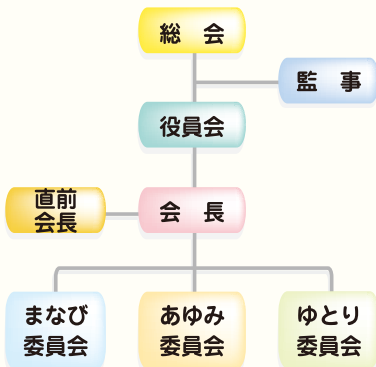 総　会
監　事
役員会
直前
会長
会　長
まなび
委員会
あゆみ
委員会
ゆとり
委員会